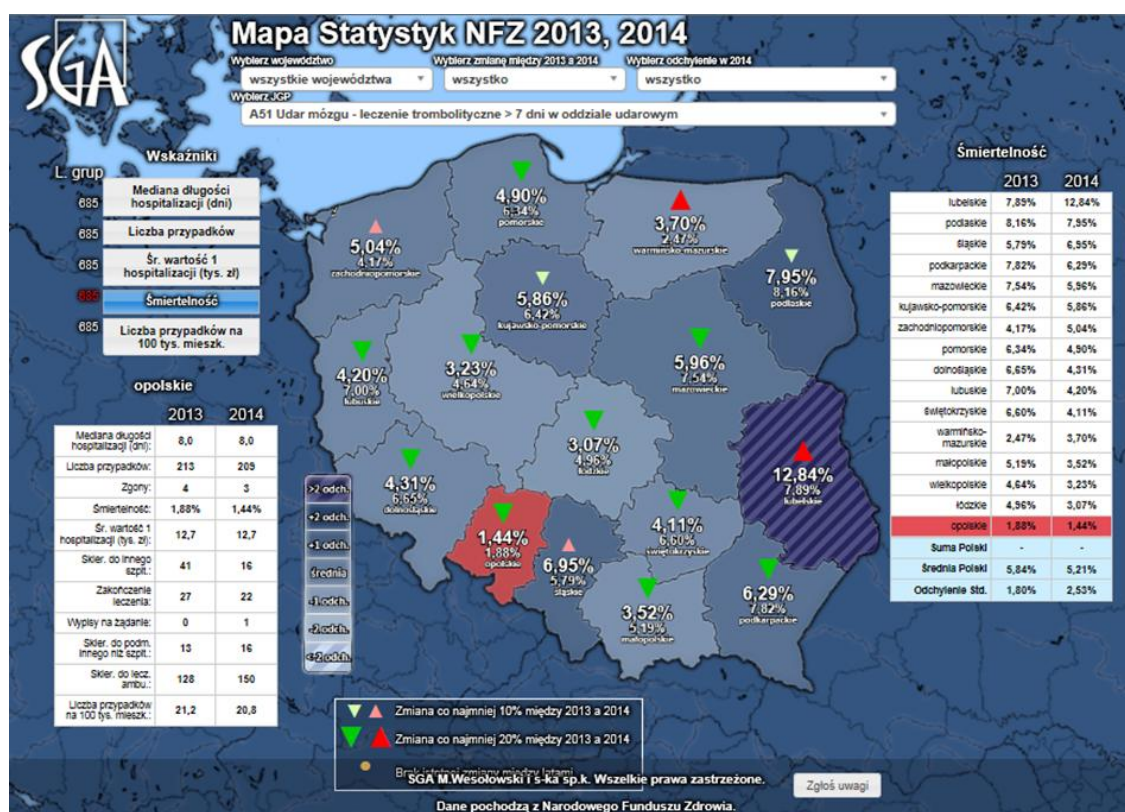 SGA
Mapa Statystyk NFZ 2013, 2014
Wybierz województwo
Wybierz zmianę między 2013 a 2014
Wybierz odchylenie w 2014
wszystkie województwa
wszystko
wszystko
Wybierz JGP
A51 Udar mózgu - leczenie trombolityczne > 7 dni w oddziale udarowym
Wskaźniki
L. grup
685 Mediana długości
hospitalizacji (dni)
685 Liczba przypadków
685 Śr. wartość 1
hospitalizacji (tys. zł)
685 Śmiertelność
685 Liczba przypadków na
100 tys. mieszk.
opolskie
2013 2014
Mediana długości
hospitalizacji (dni): 8,0 8,0
Liczba przypadków: 213 209
Zgony: 4 3
Śmiertelność: 1,88% 1,44%
Śr. wartość 1
hospitalizacji (tys. zł): 12,7 12,7
Skier. do innego
szpit.: 41 16
Zakończenie
leczenia: 27 22
Wypisy na żądanie: 0 1
Skier. do podm.
innego niż szpit.: 13 16
Skier. do lecz.
ambu.: 128 150
Liczba przypadków
na 100 tys. mieszk.: 21,2 20,8
4,90%
6,34%
pomorskie
3,70%
2,47%
warmińsko-mazurskie
5,04%
4,17%
zachodniopomorskie
7,95%
8,16%
podlaskie
5,86%
6,42%
kujawsko-pomorskie
4,20%
7,00%
lubuskie
3,23%
4,64%
wielkopolskie
5,96%
7,54%
mazowieckie
3,07%
4,96%
łódzkie
12,84%
7,89%
lubelskie
4,31%
6,65%
dolnośląskie
1,44%
1,88%
opolskie
4,11%
6,60%
świętokrzyskie
6,95%
5,79%
śląskie
3,52%
5,19%
małopolskie
6,29%
7,82%
podkarpackie
>2 odch.
+2 odch.
+1 odch.
średnia
-1 odch.
-2 odch.
<-2 odch.
Śmiertelność
2013 2014
lubelskie 7,89% 12,84%
podlaskie 8,16% 7,95%
śląskie 5,79% 6,95%
podkarpackie 7,82% 6,29%
mazowieckie 7,54% 5,96%
kujawsko-pomorskie 6,42% 5,86%
zachodniopomorskie 4,17% 5,04%
pomorskie 6,34% 4,90%
dolnośląskie 6,65% 4,31%
lubuskie 7,00% 4,20%
świętokrzyskie 6,60% 4,11%
warmińsko-
mazurskie 2,47% 3,70%
małopolskie 5,19% 3,52%
wielkopolskie 4,64% 3,23%
łódzkie 4,96% 3,07%
opolskie 1,88% 1,44%
Suma Polski - -
Średnia Polski 5,84% 5,21%
Odchylenie Std. 1,80% 2,53%
Zmiana co najmniej 10% między 2013 a 2014
Zmiana co najmniej 20% między 2013 a 2014
Brak istotnej zmiany między latami
SGA M.Wesołowski i s-ka sp.k. Wszelkie prawa zastrzeżone.
Zgłoś uwagi
Dane pochodzą z Narodowego Funduszu Zdrowia.